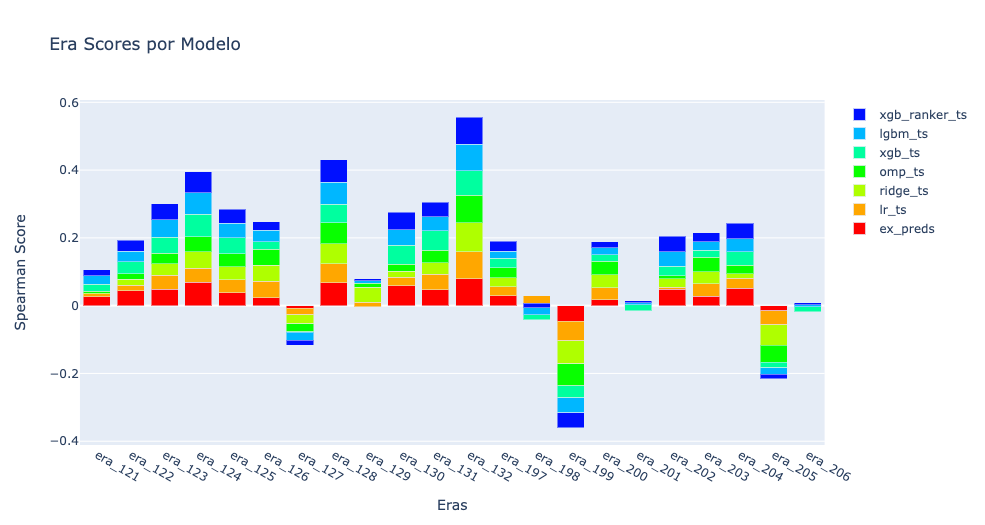 Era Scores por Modelo
0.6
0.4
0.2
0
−0.2
−0.4
Spearman Score
era_121
era_122
era_123
era_124
era_125
era_126
era_127
era_128
era_129
era_130
era_131
era_132
era_197
era_198
era_199
era_200
era_201
era_202
era_203
era_204
era_205
era_206
Eras
xgb_ranker_ts
lgbm_ts
xgb_ts
omp_ts
ridge_ts
lr_ts
ex_preds